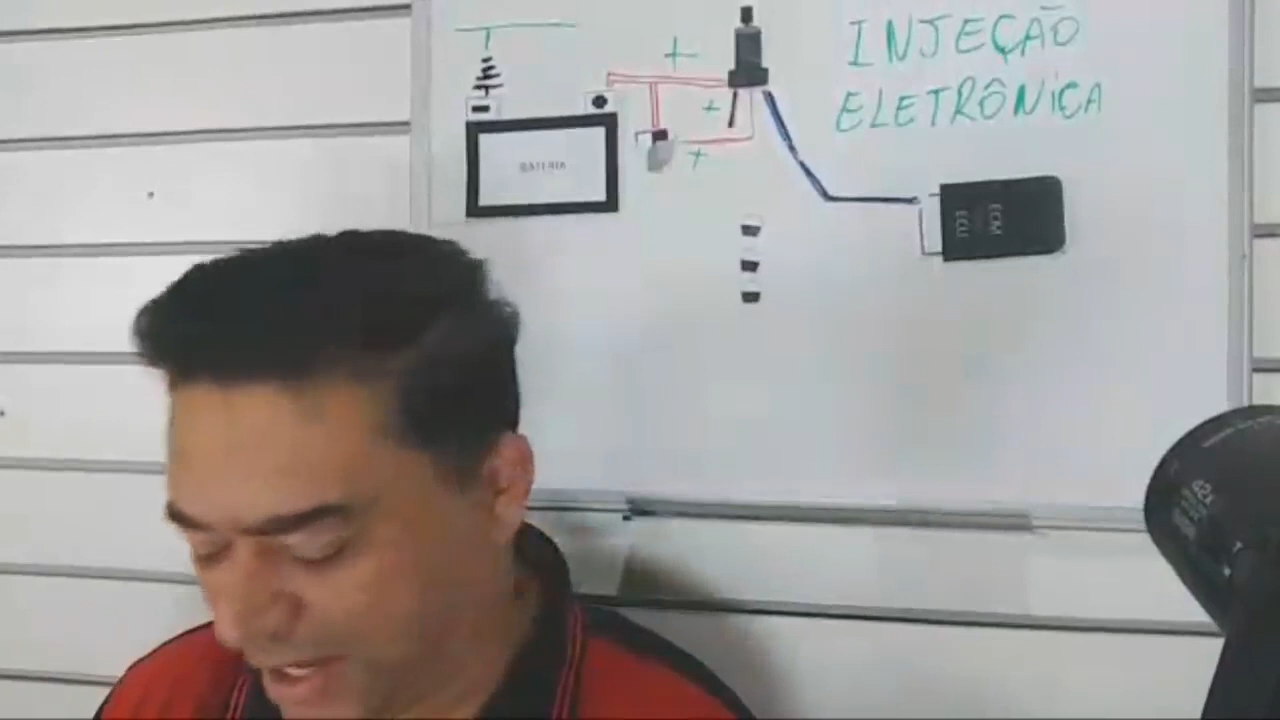 INJEÇÃO
ELETRÔNICA
+
+
+
BATERIA
ECM
ECU